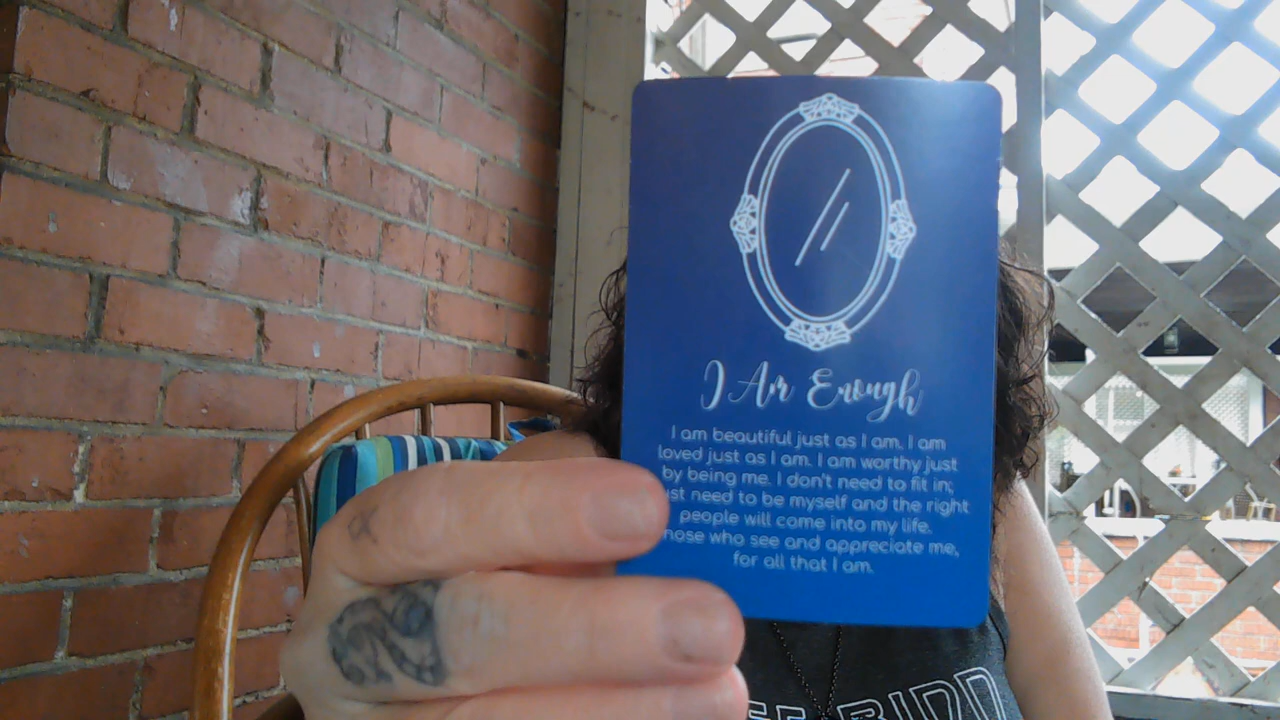 I Am Enough
I am beautiful just as I am. I am
loved just as I am. I am worthy just
by being me. I don't need to fit in;
need to be myself and the right
people will come into my life.
who see and appreciate me,
for all that I am.